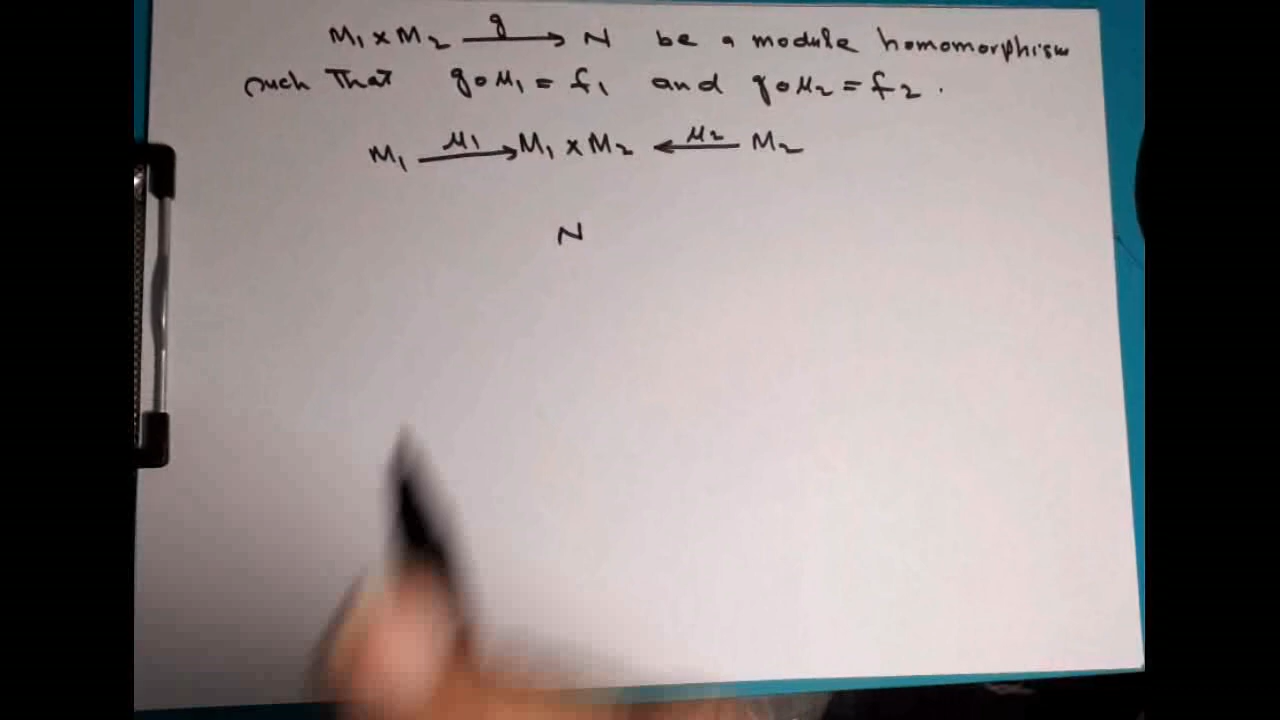 M₁ × M₂ —g→ N be a module homomorphism
such that g∘μ₁ = f₁ and g∘μ₂ = f₂.
M₁ —μ₁→ M₁ × M₂ ←μ₂— M₂
N